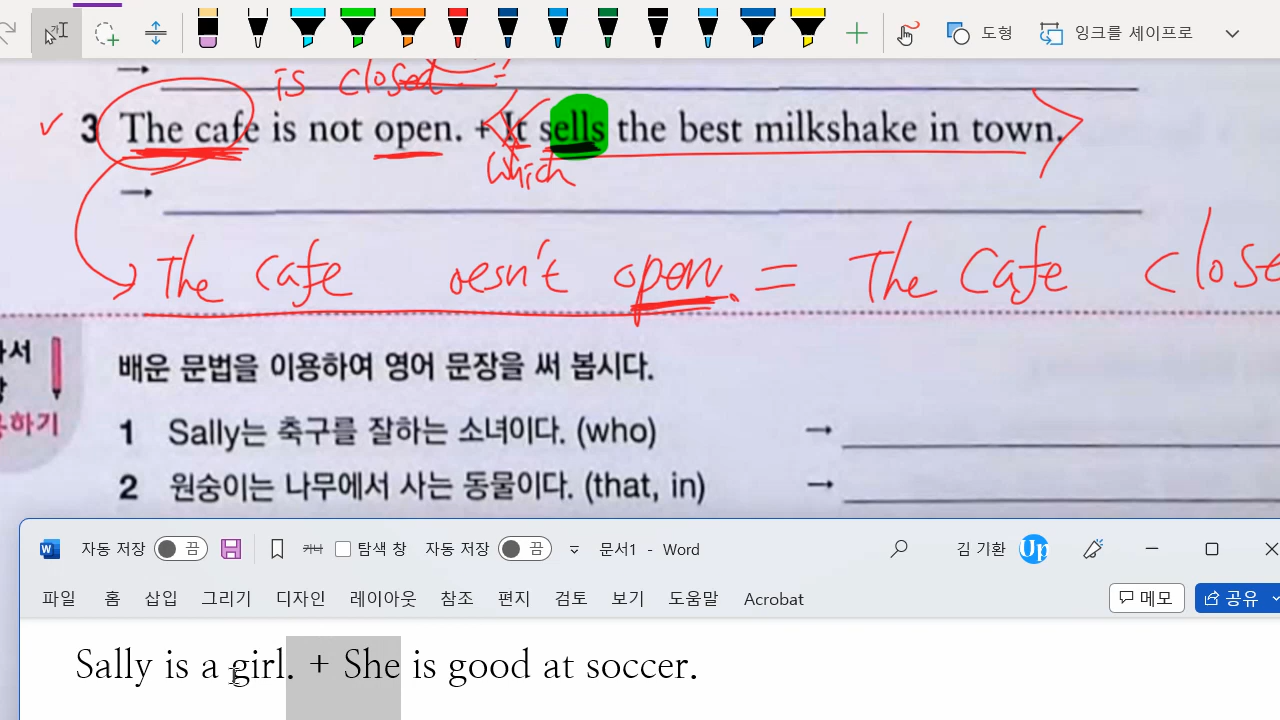 도형 잉크를 셰이프로
→ is closed
✓ 3 The cafe is not open. + It sells the best milkshake in town.
which
→
The cafe oesn't open. = The Cafe close
배운 문법을 이용하여 영어 문장을 써 봅시다.
하기
1 Sally는 축구를 잘하는 소녀이다. (who) →
2 원숭이는 나무에서 사는 동물이다. (that, in) →
자동 저장 끔 탐색 창 자동 저장 끔 문서1 - Word 김 기환 Up
파일 홈 삽입 그리기 디자인 레이아웃 참조 편지 검토 보기 도움말 Acrobat 메모 공유
Sally is a girl. + She is good at soccer.